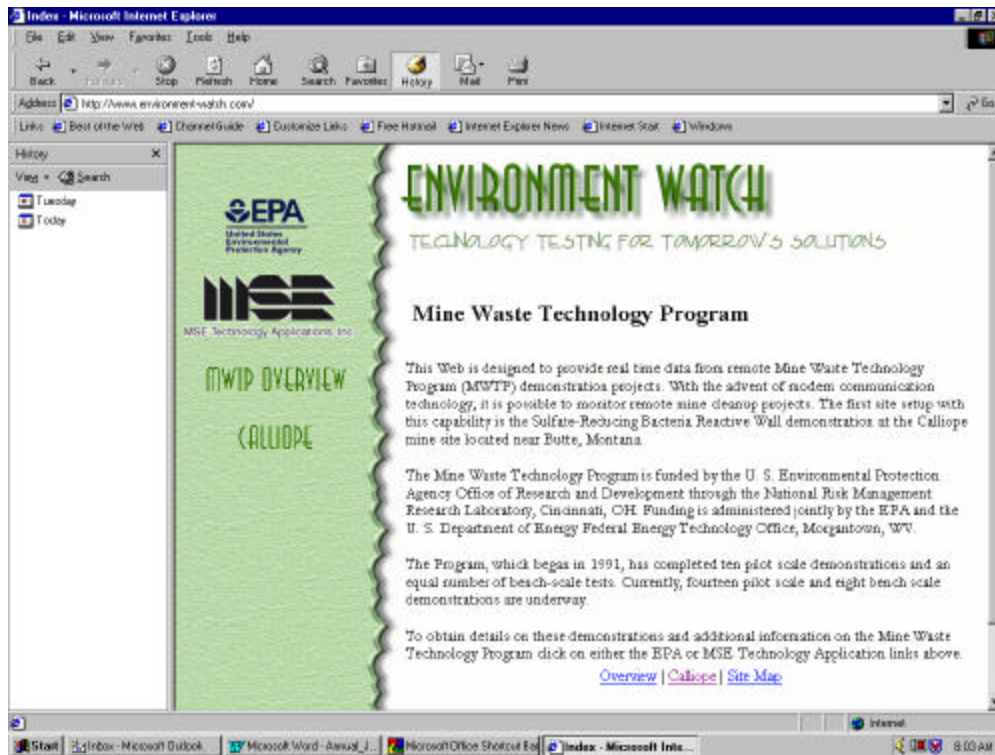 Index - Microsoft Internet Explorer
File Edit View Favorites Tools Help
Back Forward Stop Refresh Home Search Favorites History Mail Print
Address http://www.environment-watch.com/ Go
Links Best of the Web Channel Guide Customize Links Free Hotmail Internet Explorer News Internet Start Windows
History
View Search
Tuesday
Today
EPA
United States
Environmental
Protection Agency
MSE
MSE Technology Applications, Inc.
MWTP OVERVIEW
CALLIOPE
ENVIRONMENT WATCH
TECHNOLOGY TESTING FOR TOMORROW'S SOLUTIONS
Mine Waste Technology Program
This Web is designed to provide real time data from remote Mine Waste Technology
Program (MWTP) demonstration projects. With the advent of modem communication
technology, it is possible to monitor remote mine cleanup projects. The first site setup with
this capability is the Sulfate-Reducing Bacteria Reactive Wall demonstration at the Calliope
mine site located near Butte, Montana
The Mine Waste Technology Program is funded by the U. S. Environmental Protection
Agency Office of Research and Development through the National Risk Management
Research Laboratory, Cincinnati, OH. Funding is administered jointly by the EPA and the
U. S. Department of Energy Federal Energy Technology Office, Morgantown, WV.
The Program, which began in 1991, has completed ten pilot scale demonstrations and an
equal number of beach-scale tests. Currently, fourteen pilot scale and eight bench scale
demonstrations are underway.
To obtain details on these demonstrations and additional information on the Mine Waste
Technology Program click on either the EPA or MSE Technology Application links above.
Overview | Calliope | Site Map
Internet
Start Inbox - Microsoft Outlook Microsoft Word - Annual_J... Microsoft Office Shortcut Bar Index - Microsoft Inte... 8:03 AM